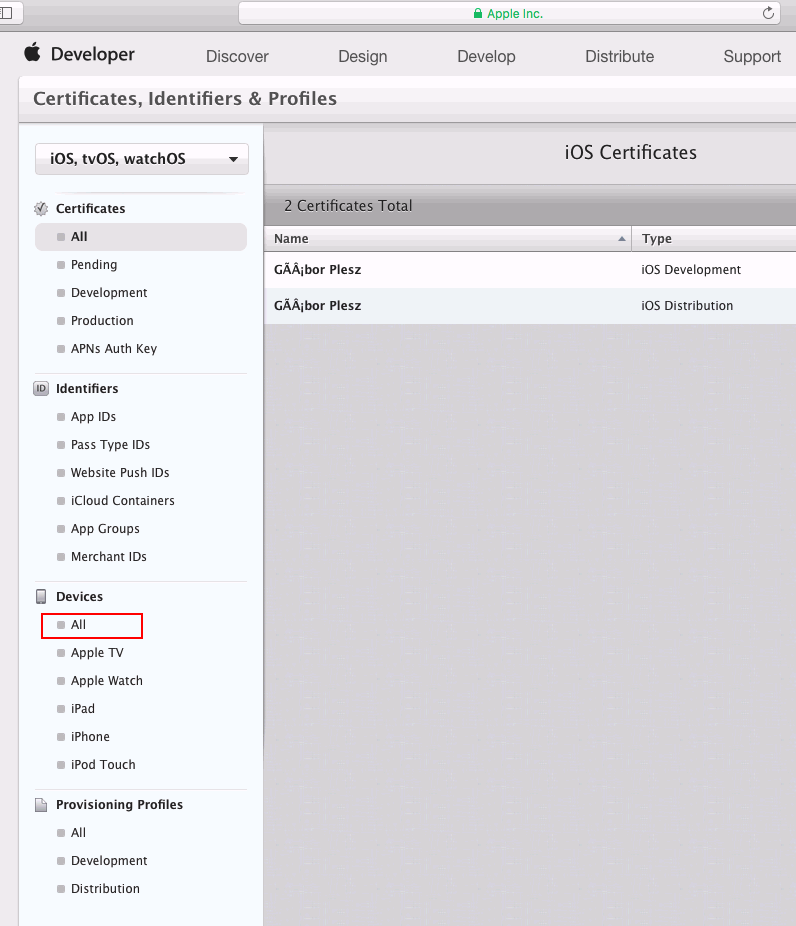 Apple Inc.
Developer
Discover
Design
Develop
Distribute
Support
Certificates, Identifiers & Profiles
iOS, tvOS, watchOS
Certificates
All
Pending
Development
Production
APNs Auth Key
ID Identifiers
App IDs
Pass Type IDs
Website Push IDs
iCloud Containers
App Groups
Merchant IDs
Devices
All
Apple TV
Apple Watch
iPad
iPhone
iPod Touch
Provisioning Profiles
All
Development
Distribution
iOS Certificates
2 Certificates Total
Name Type
GÃÂ¡bor Plesz iOS Development
GÃÂ¡bor Plesz iOS Distribution